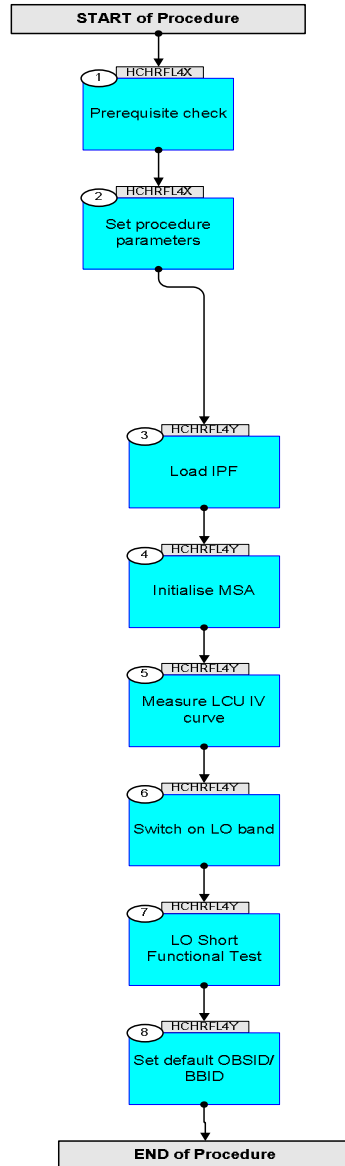 START of Procedure
HCHRFL4X
1
Prerequisite check
HCHRFL4X
2
Set procedure
parameters
HCHRFL4Y
3
Load IPF
HCHRFL4Y
4
Initialise MSA
HCHRFL4Y
5
Measure LCU IV
curve
HCHRFL4Y
6
Switch on LO band
HCHRFL4Y
7
LO Short
Functional Test
HCHRFL4Y
8
Set default OBSID/
BBID
END of Procedure